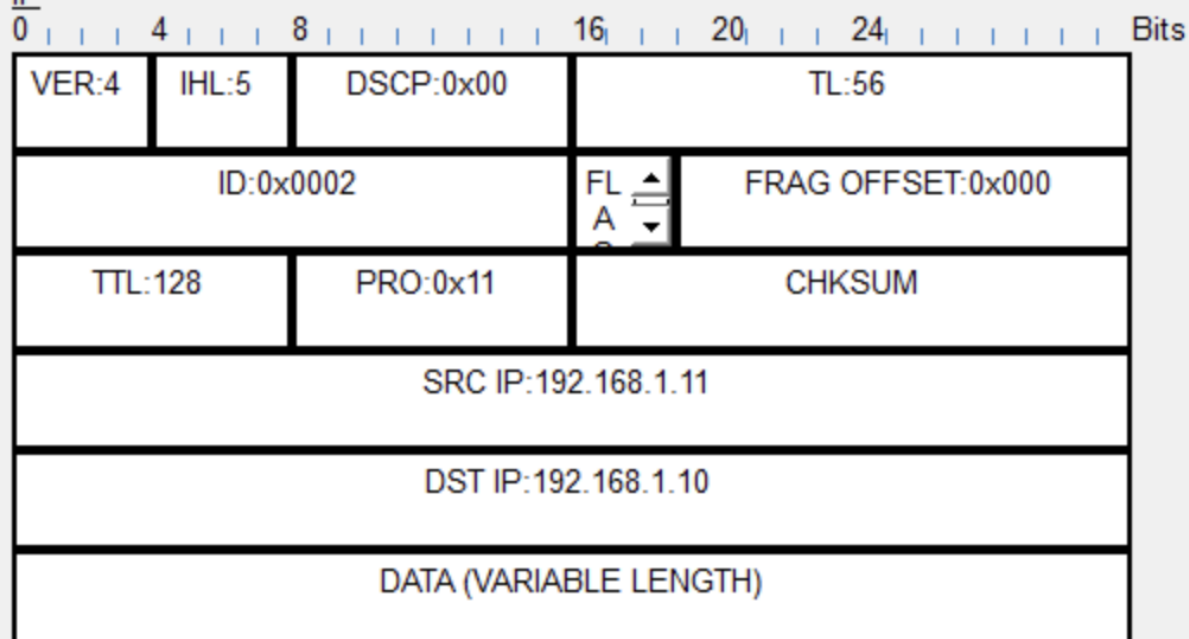 0 4 8 16 20 24 Bits
VER:4 IHL:5 DSCP:0x00 TL:56
ID:0x0002 FL FRAG OFFSET:0x000
A
TTL:128 PRO:0x11 CHKSUM
SRC IP:192.168.1.11
DST IP:192.168.1.10
DATA (VARIABLE LENGTH)